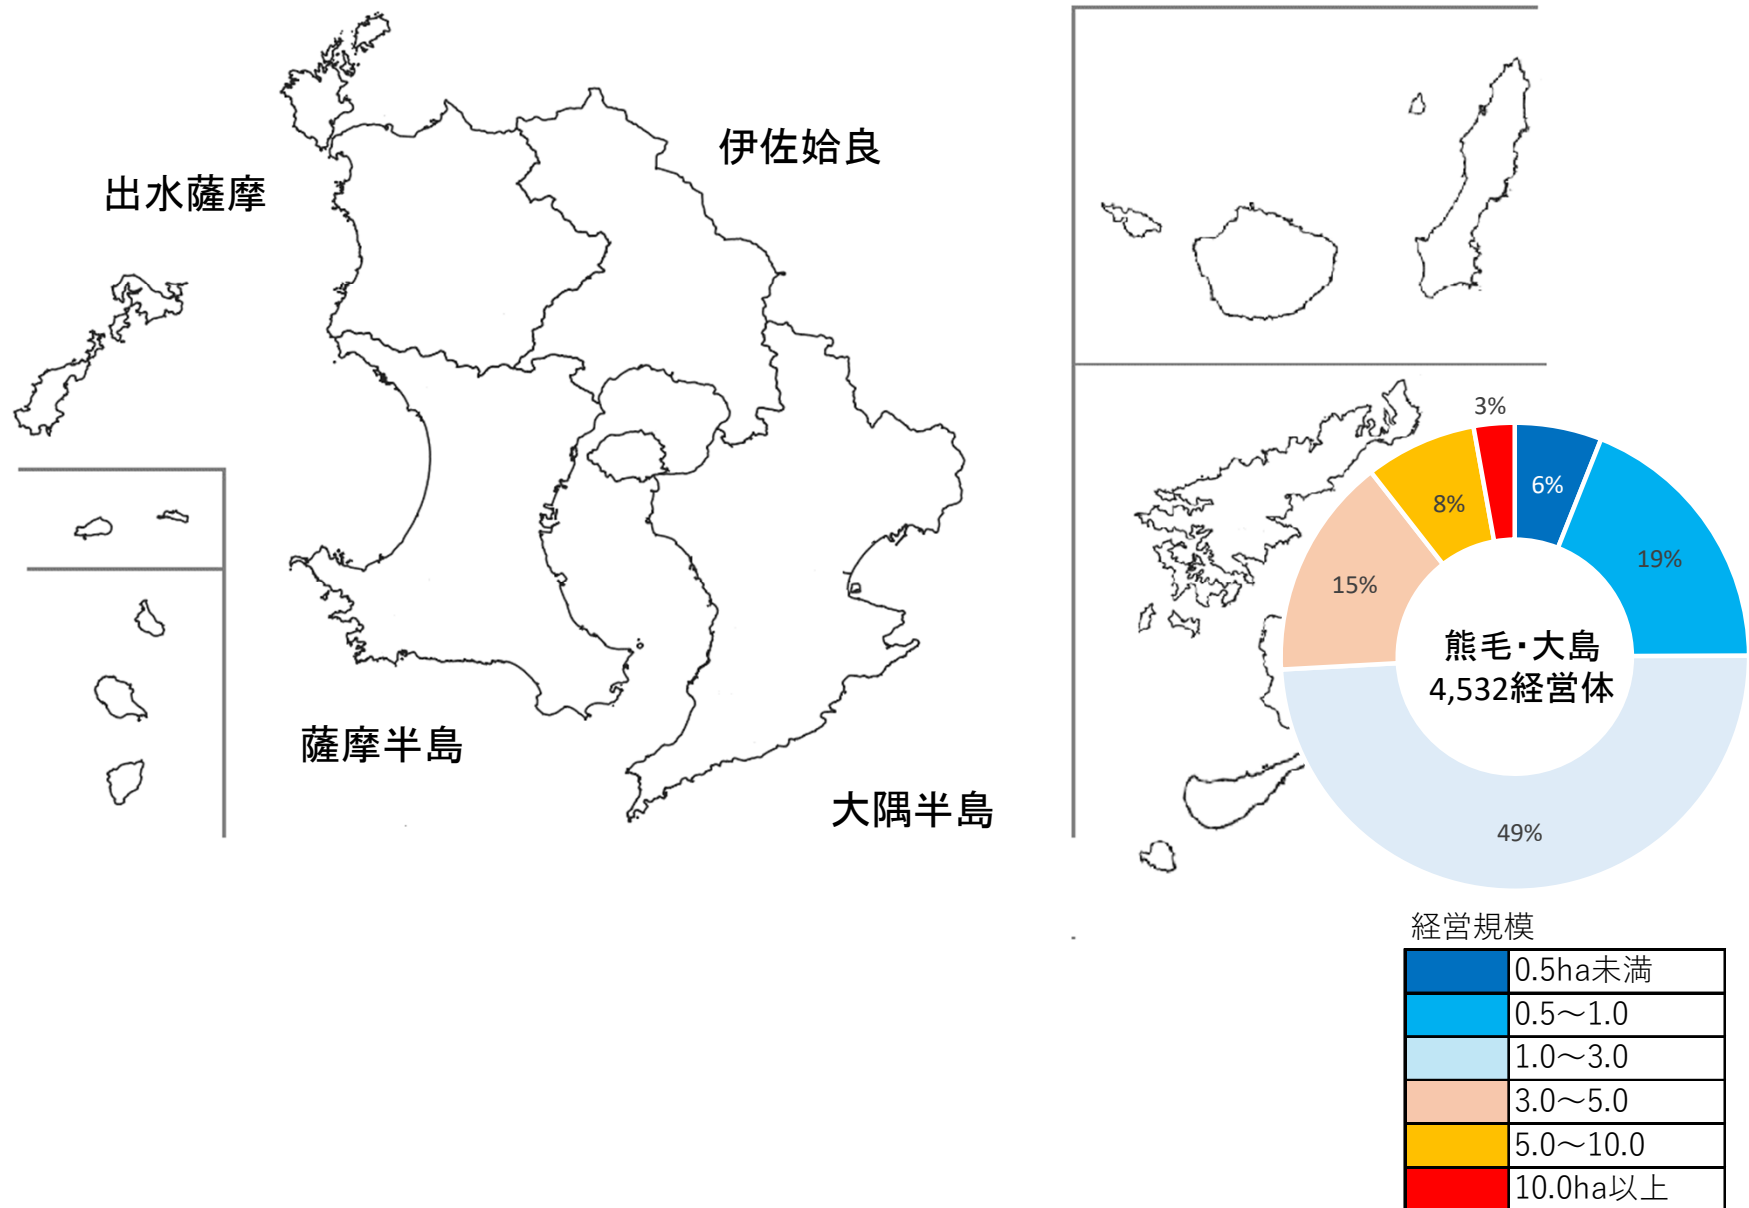 伊佐姶良
出水薩摩
薩摩半島
大隅半島
3%
6%
8%
19%
15%
熊毛・大島
4,532経営体
49%
経営規模
0.5ha未満
0.5～1.0
1.0～3.0
3.0～5.0
5.0～10.0
10.0ha以上